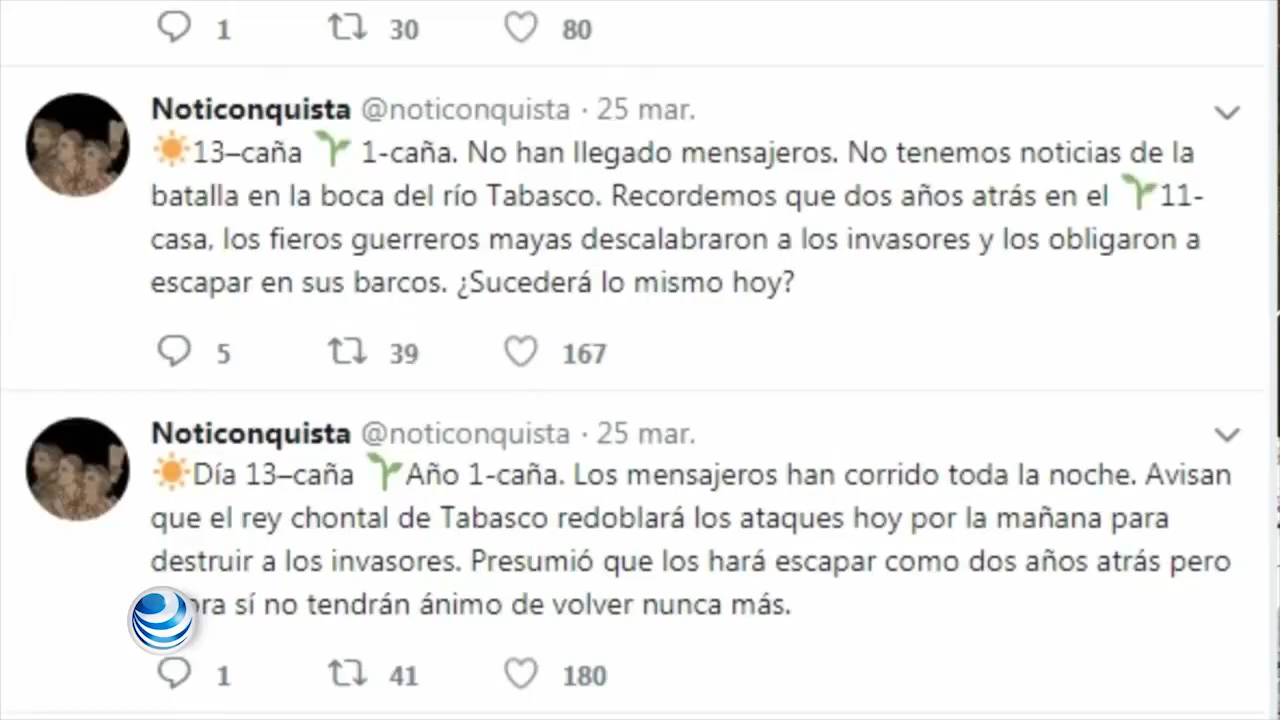 1 30 80
Noticonquista @noticonquista · 25 mar.
13–caña 1-caña. No han llegado mensajeros. No tenemos noticias de la
batalla en la boca del río Tabasco. Recordemos que dos años atrás en el 11-
casa, los fieros guerreros mayas descalabraron a los invasores y los obligaron a
escapar en sus barcos. ¿Sucederá lo mismo hoy?
5 39 167
Noticonquista @noticonquista · 25 mar.
Día 13–caña Año 1-caña. Los mensajeros han corrido toda la noche. Avisan
que el rey chontal de Tabasco redoblará los ataques hoy por la mañana para
destruir a los invasores. Presumió que los hará escapar como dos años atrás pero
sí no tendrán ánimo de volver nunca más.
1 41 180